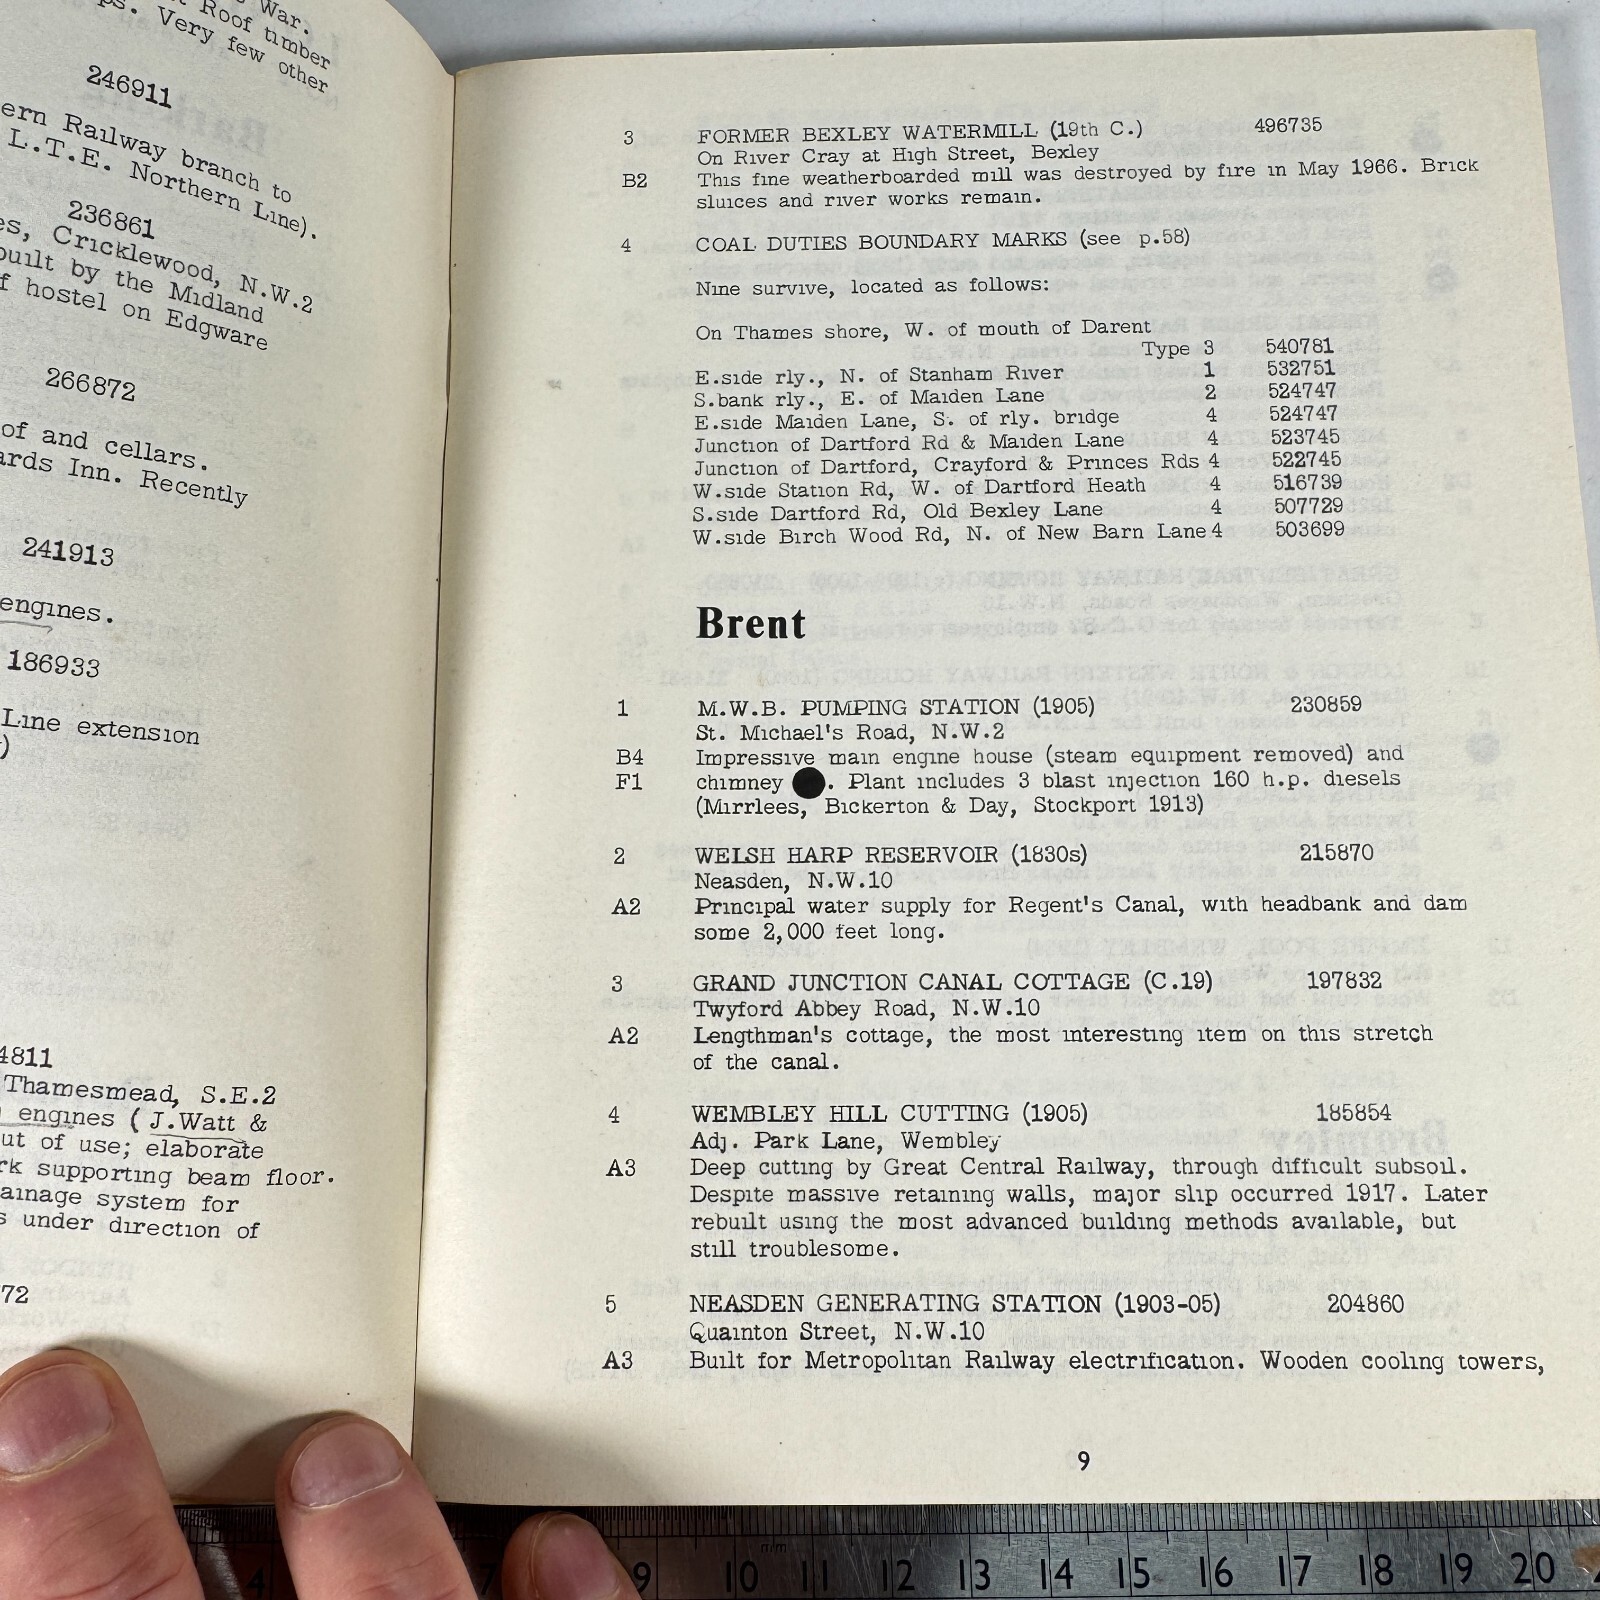 War.
Roof timber
ps. Very few other
246911
ern Railway branch to
L.T.E. Northern Line).
236861
es, Cricklewood, N.W.2
built by the Midland
f hostel on Edgware
266872
of and cellars.
ards Inn. Recently
241913
engines.
186933
Line extension
)
4811
Thamesmead, S.E.2
engines (J.Watt &
ut of use; elaborate
rk supporting beam floor.
ainage system for
s under direction of
72
3 FORMER BEXLEY WATERMILL (19th C.) 496735
On River Cray at High Street, Bexley
B2 This fine weatherboarded mill was destroyed by fire in May 1966. Brick
sluices and river works remain.
4 COAL DUTIES BOUNDARY MARKS (see p.58)
Nine survive, located as follows:
On Thames shore, W. of mouth of Darent
Type 3 540781
E.side rly., N. of Stanham River 1 532751
S.bank rly., E. of Maiden Lane 2 524747
E.side Maiden Lane, S. of rly. bridge 4 524747
Junction of Dartford Rd & Maiden Lane 4 523745
Junction of Dartford, Crayford & Princes Rds 4 522745
W.side Station Rd, W. of Dartford Heath 4 516739
S.side Dartford Rd, Old Bexley Lane 4 507729
W.side Birch Wood Rd, N. of New Barn Lane 4 503699
Brent
1 M.W.B. PUMPING STATION (1905) 230859
St. Michael's Road, N.W.2
B4 Impressive main engine house (steam equipment removed) and
F1 chimney . Plant includes 3 blast injection 160 h.p. diesels
(Mirrlees, Bickerton & Day, Stockport 1913)
2 WELSH HARP RESERVOIR (1830s) 215870
Neasden, N.W.10
A2 Principal water supply for Regent's Canal, with headbank and dam
some 2,000 feet long.
3 GRAND JUNCTION CANAL COTTAGE (C.19) 197832
Twyford Abbey Road, N.W.10
A2 Lengthman's cottage, the most interesting item on this stretch
of the canal.
4 WEMBLEY HILL CUTTING (1905) 185854
Adj. Park Lane, Wembley
A3 Deep cutting by Great Central Railway, through difficult subsoil.
Despite massive retaining walls, major slip occurred 1917. Later
rebuilt using the most advanced building methods available, but
still troublesome.
5 NEASDEN GENERATING STATION (1903-05) 204860
Quainton Street, N.W.10
A3 Built for Metropolitan Railway electrification. Wooden cooling towers,
9
mm
4 7 9 10 11 12 13 14 15 16 17 18 19 20